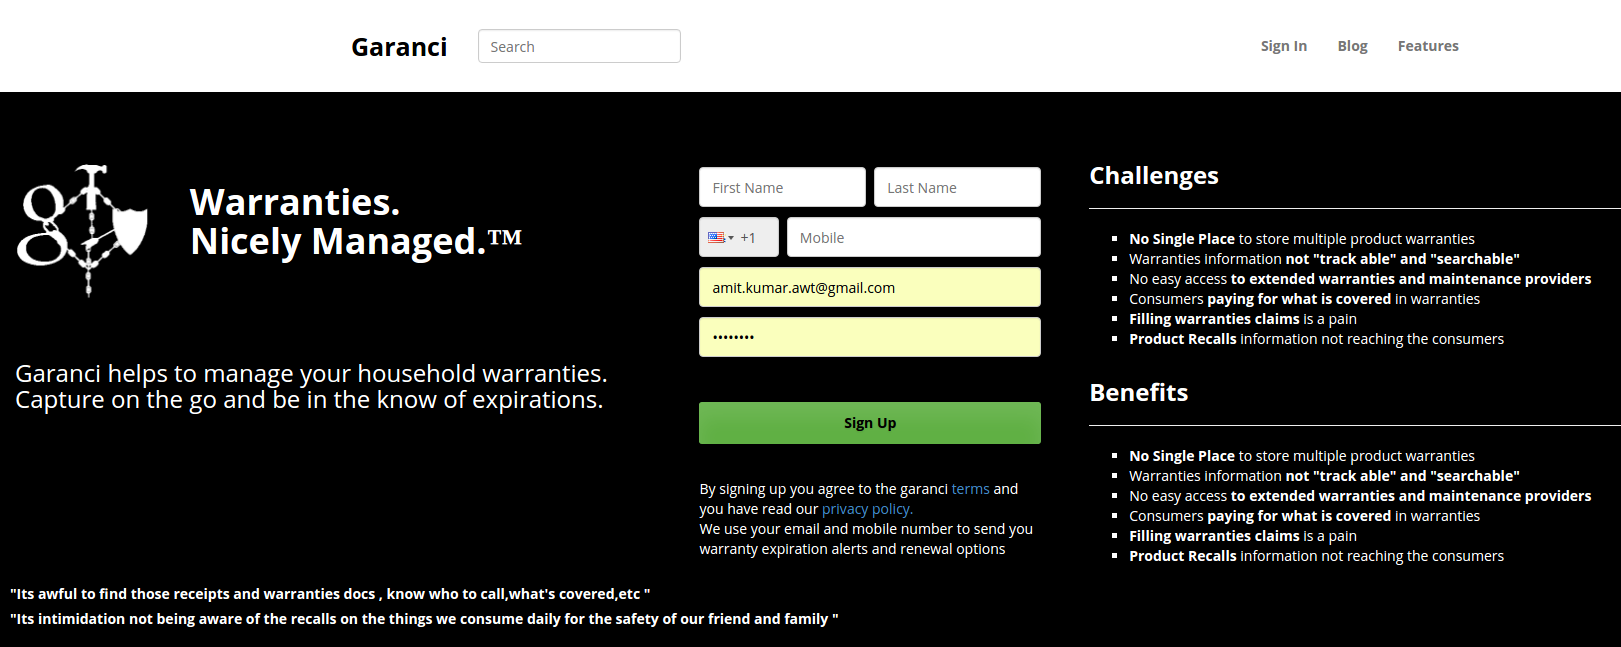 Garanci
Search
Sign In
Blog
Features
Warranties.
Nicely Managed.™
Garanci helps to manage your household warranties.
Capture on the go and be in the know of expirations.
First Name
Last Name
+1
Mobile
amit.kumar.awt@gmail.com
••••••••
Sign Up
By signing up you agree to the garanci terms and
you have read our privacy policy.
We use your email and mobile number to send you
warranty expiration alerts and renewal options
Challenges
No Single Place to store multiple product warranties
Warranties information not "track able" and "searchable"
No easy access to extended warranties and maintenance providers
Consumers paying for what is covered in warranties
Filling warranties claims is a pain
Product Recalls information not reaching the consumers
Benefits
No Single Place to store multiple product warranties
Warranties information not "track able" and "searchable"
No easy access to extended warranties and maintenance providers
Consumers paying for what is covered in warranties
Filling warranties claims is a pain
Product Recalls information not reaching the consumers
"Its awful to find those receipts and warranties docs , know who to call,what's covered,etc "
"Its intimidation not being aware of the recalls on the things we consume daily for the safety of our friend and family "